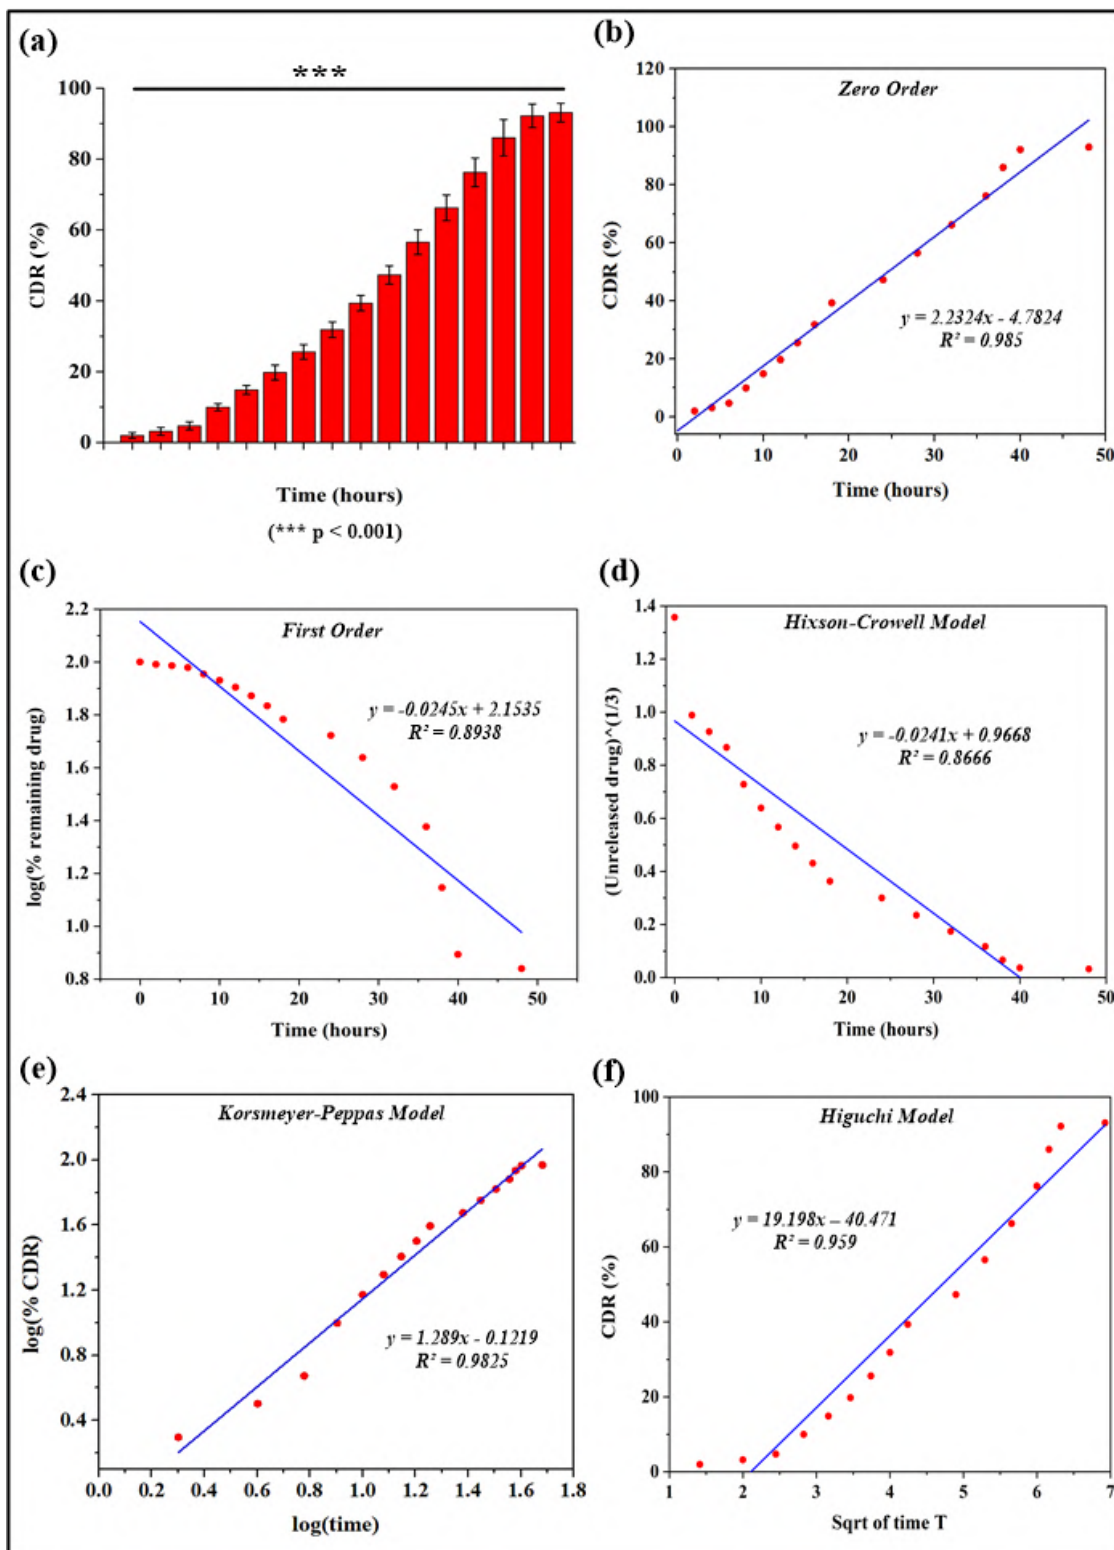 (a)
***
100
80
60
40
20
0
CDR (%)
Time (hours)
(*** p < 0.001)
(b)
Zero Order
120
100
80
60
40
20
0
CDR (%)
y = 2.2324x - 4.7824
R² = 0.985
0 10 20 30 40 50
Time (hours)
(c)
First Order
2.2
2.0
1.8
1.6
1.4
1.2
1.0
0.8
log(% remaining drug)
y = -0.0245x + 2.1535
R² = 0.8938
0 10 20 30 40 50
Time (hours)
(d)
Hixson-Crowell Model
1.4
1.2
1.0
0.8
0.6
0.4
0.2
0.0
(Unreleased drug)^(1/3)
y = -0.0241x + 0.9668
R² = 0.8666
0 10 20 30 40 50
Time (hours)
(e)
Korsmeyer-Peppas Model
2.4
2.0
1.6
1.2
0.8
0.4
log(% CDR)
y = 1.289x - 0.1219
R² = 0.9825
0.0 0.2 0.4 0.6 0.8 1.0 1.2 1.4 1.6 1.8
log(time)
(f)
Higuchi Model
100
80
60
40
20
0
CDR (%)
y = 19.198x – 40.471
R² = 0.959
1 2 3 4 5 6 7
Sqrt of time T